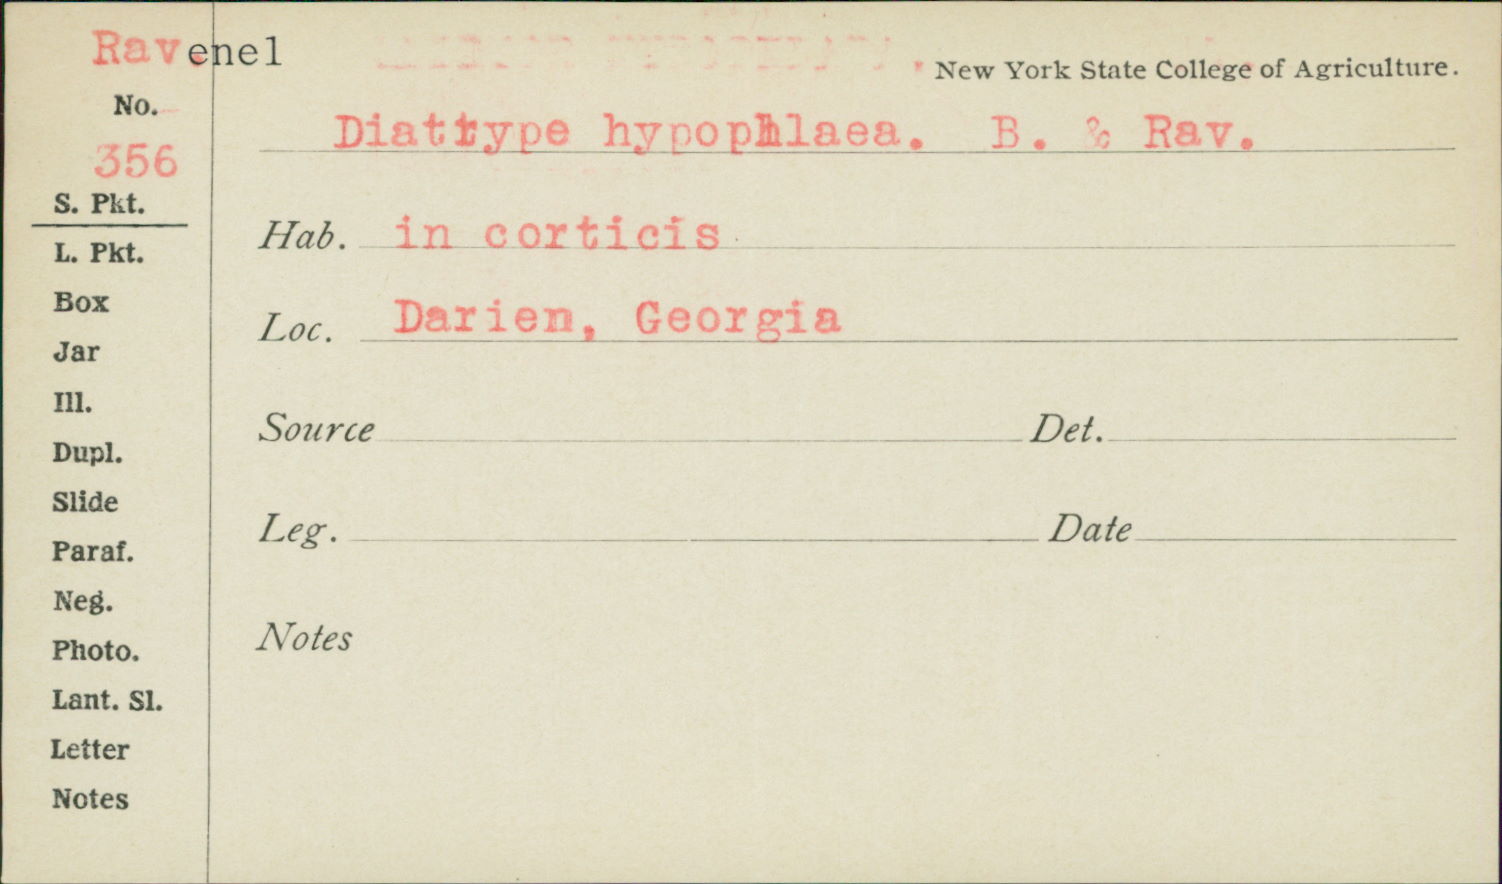 Ravenel
New York State College of Agriculture.
No.
356
Diatrype hypophlaea. B. & Rav.
S. Pkt.
L. Pkt.
Box
Jar
Ill.
Dupl.
Slide
Paraf.
Neg.
Photo.
Lant. Sl.
Letter
Notes
Hab. in corticis
Loc. Darien, Georgia
Source Det.
Leg. Date
Notes